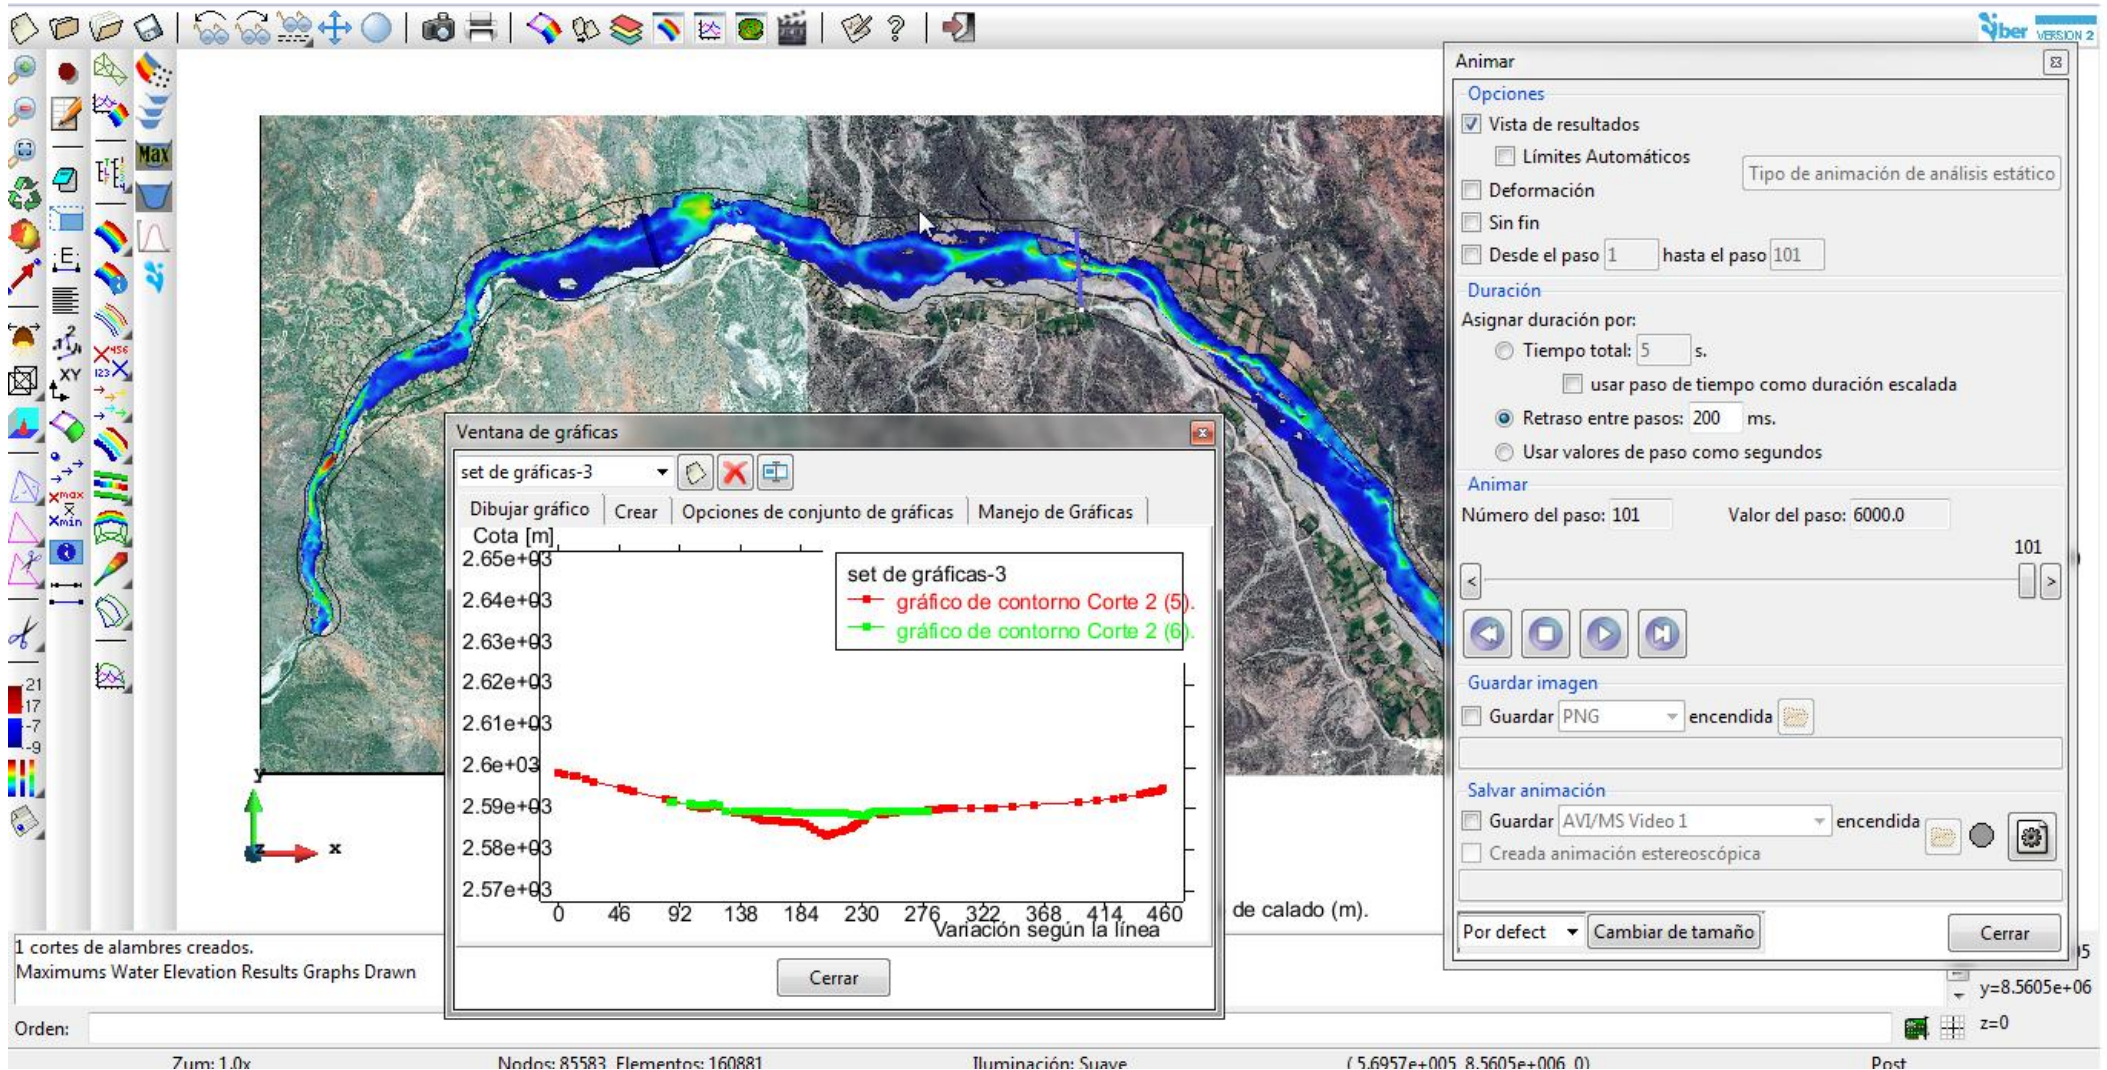 Iber VERSION 2
Animar
Opciones
Vista de resultados
Límites Automáticos
Tipo de animación de análisis estático
Deformación
Sin fin
Desde el paso 1 hasta el paso 101
Duración
Asignar duración por:
Tiempo total: 5 s.
usar paso de tiempo como duración escalada
Retraso entre pasos: 200 ms.
Usar valores de paso como segundos
Animar
Número del paso: 101 Valor del paso: 6000.0
101
< >
Guardar imagen
Guardar PNG encendida
Salvar animación
Guardar AVI/MS Video 1 encendida
Creada animación estereoscópica
Por defect Cambiar de tamaño Cerrar
Max
E
XY
Xmax
Xmin
21
17
-7
-9
y
z x
Ventana de gráficas
set de gráficas-3
Dibujar gráfico Crear Opciones de conjunto de gráficas Manejo de Gráficas
Cota [m]
2.65e+03
2.64e+03
2.63e+03
2.62e+03
2.61e+03
2.6e+03
2.59e+03
2.58e+03
2.57e+03
set de gráficas-3
gráfico de contorno Corte 2 (5).
gráfico de contorno Corte 2 (6).
0 46 92 138 184 230 276 322 368 414 460
Variación según la línea
Cerrar
de calado (m).
1 cortes de alambres creados.
Maximums Water Elevation Results Graphs Drawn
y=8.5605e+06
z=0
Orden:
Zum: 1.0x Nodos: 85583 Elementos: 160881 Iluminación: Suave ( 5.6957e+005 8.5605e+006 0) Post